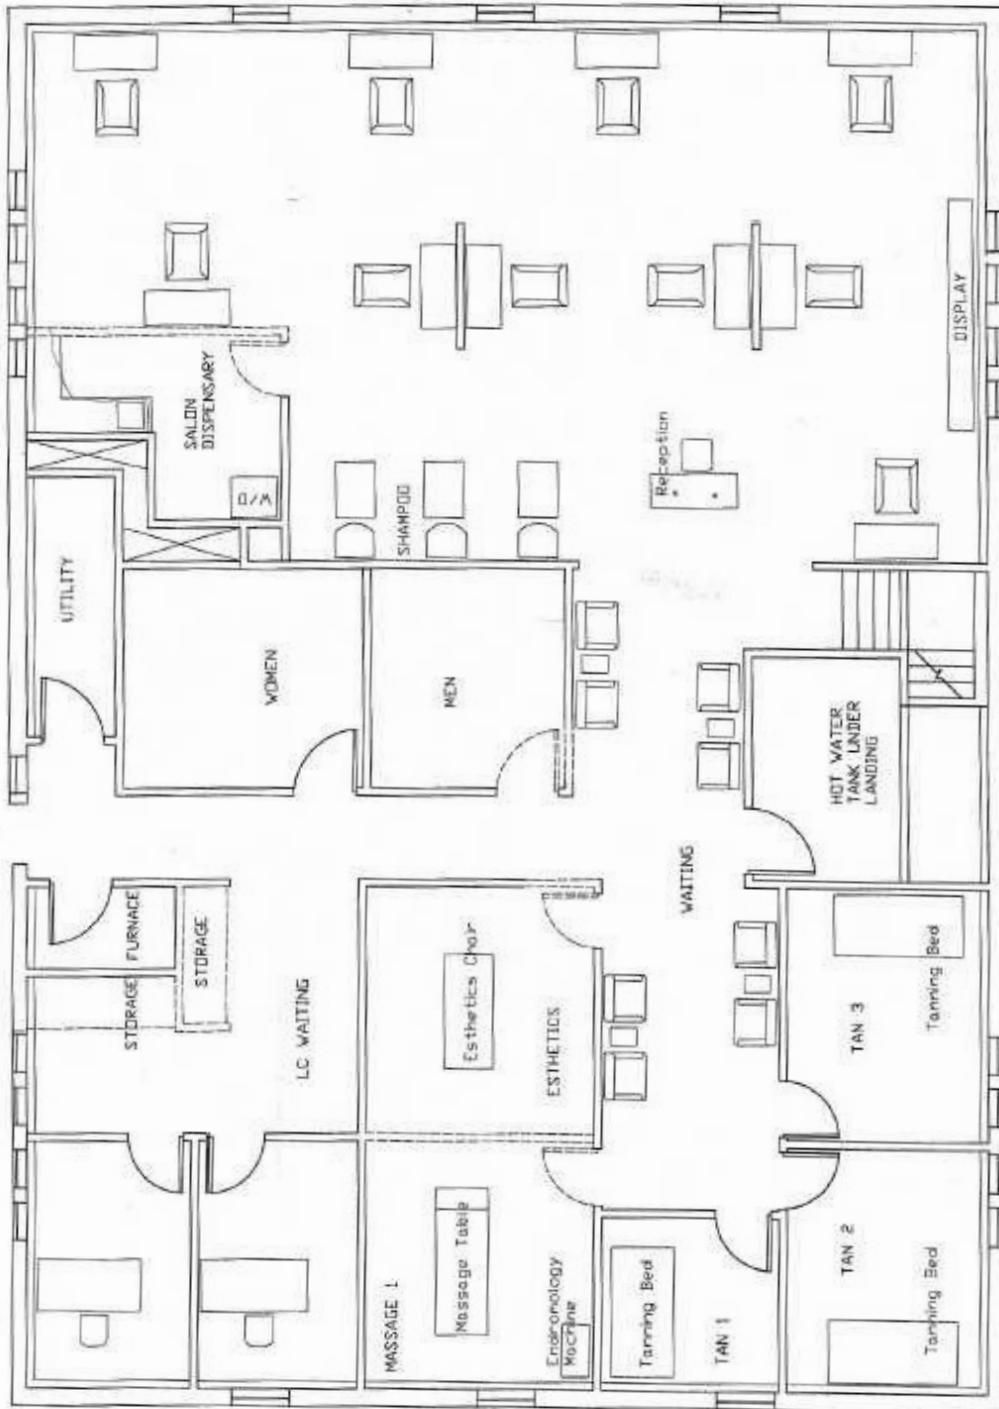 DISPLAY
SALON
DISPENSARY
W/D
Reception
SHAMPOO
UTILITY
WOMEN
MEN
HOT WATER
TANK UNDER
LANDING
WAITING
FURNACE
STORAGE
STORAGE
LC WAITING
Esthetics Chair
ESTHETICS
TAN 3
Tanning Bed
MASSAGE 1
Massage Table
Endronology
Machine
Tanning Bed
TAN 1
TAN 2
Tanning Bed